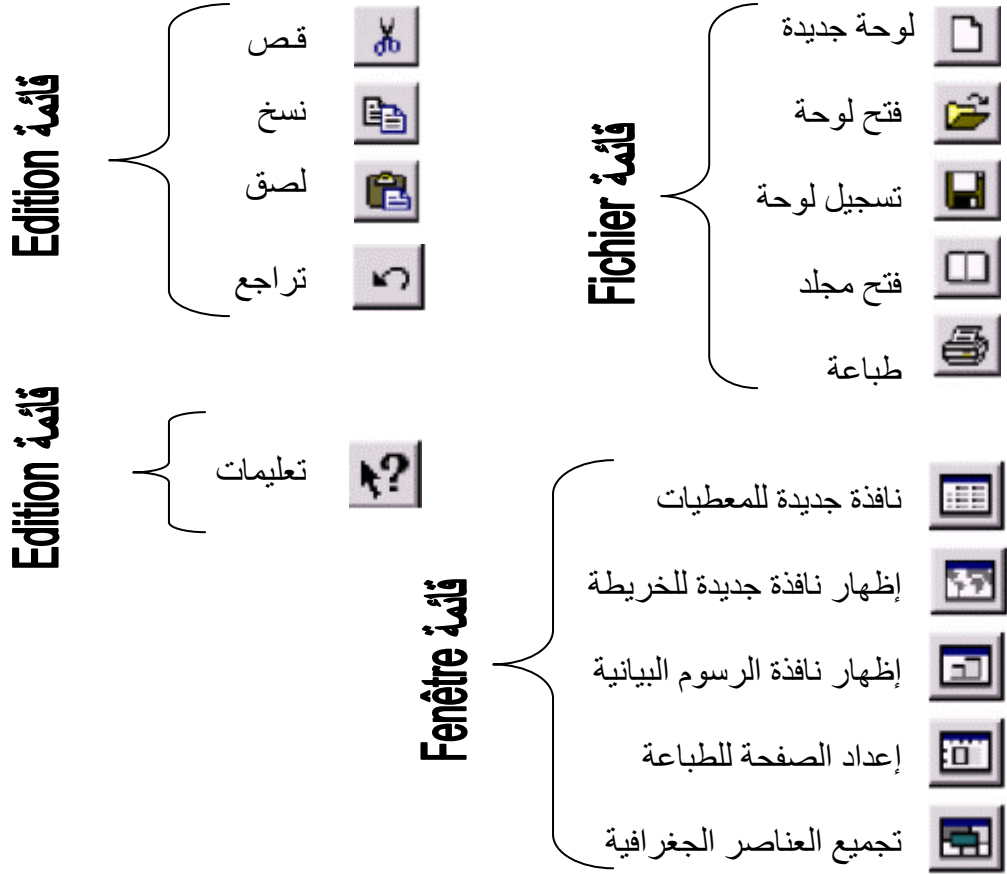 قائمة Fichier
لوحة جديدة
فتح لوحة
تسجيل لوحة
فتح مجلد
طباعة
قائمة Edition
قص
نسخ
لصق
تراجع
قائمة Edition
تعليمات
قائمة Fenêtre
نافذة جديدة للمعطيات
إظهار نافذة جديدة للخريطة
إظهار نافذة الرسوم البيانية
إعداد الصفحة للطباعة
تجميع العناصر الجغرافية